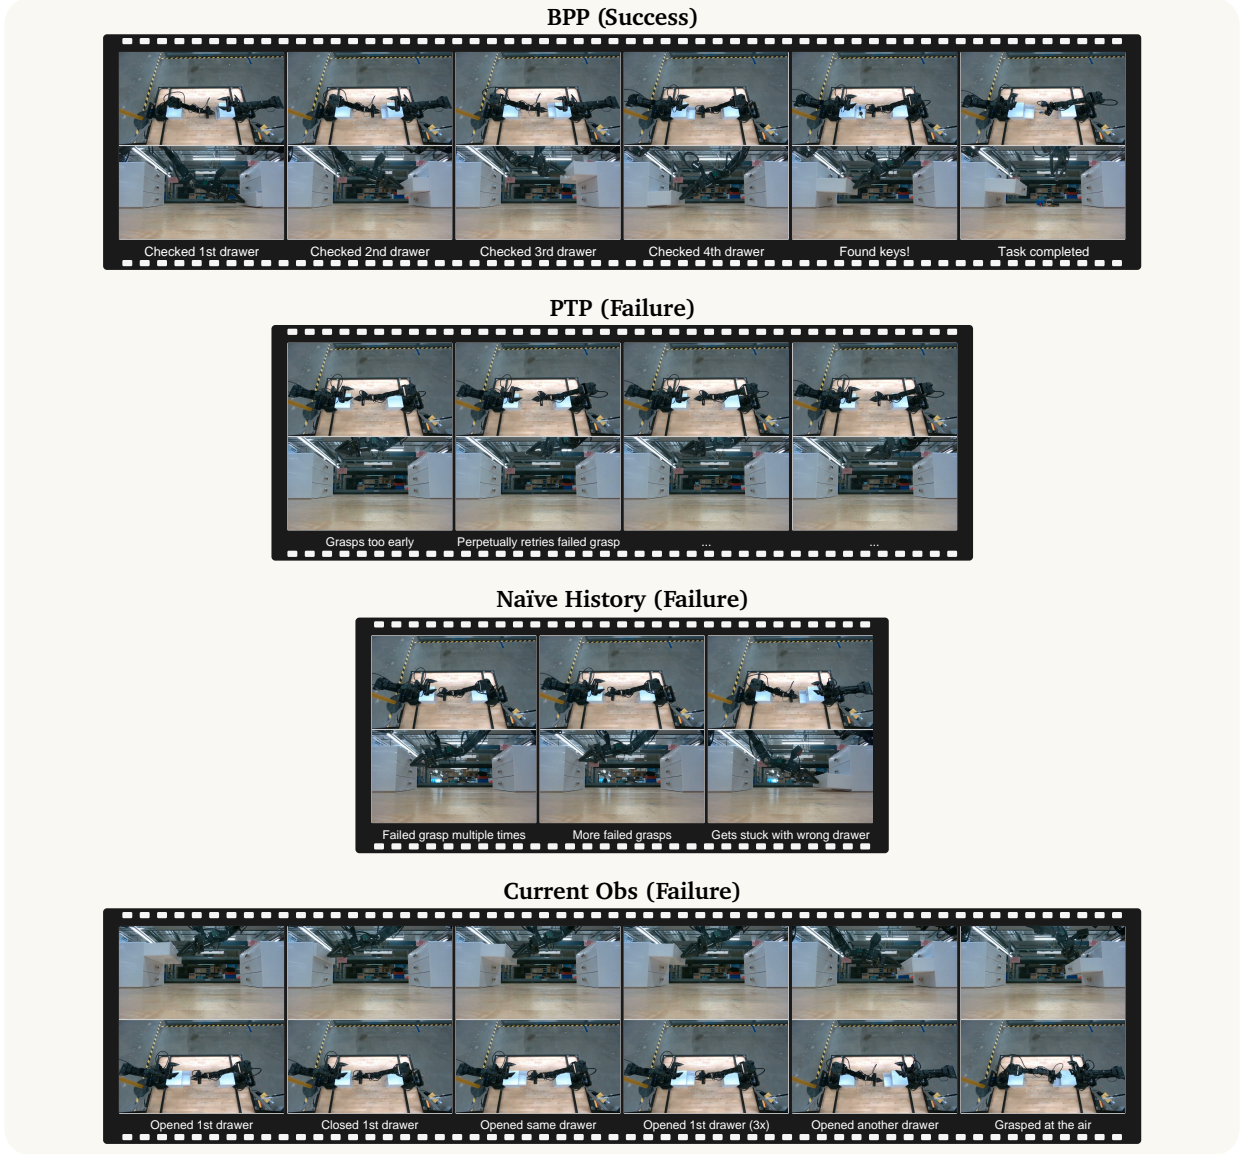 BPP (Success)
Checked 1st drawer
Checked 2nd drawer
Checked 3rd drawer
Checked 4th drawer
Found keys!
Task completed
PTP (Failure)
Grasps too early
Perpetually retries failed grasp
...
...
Naïve History (Failure)
Failed grasp multiple times
More failed grasps
Gets stuck with wrong drawer
Current Obs (Failure)
Opened 1st drawer
Closed 1st drawer
Opened same drawer
Opened 1st drawer (3x)
Opened another drawer
Grasped at the air